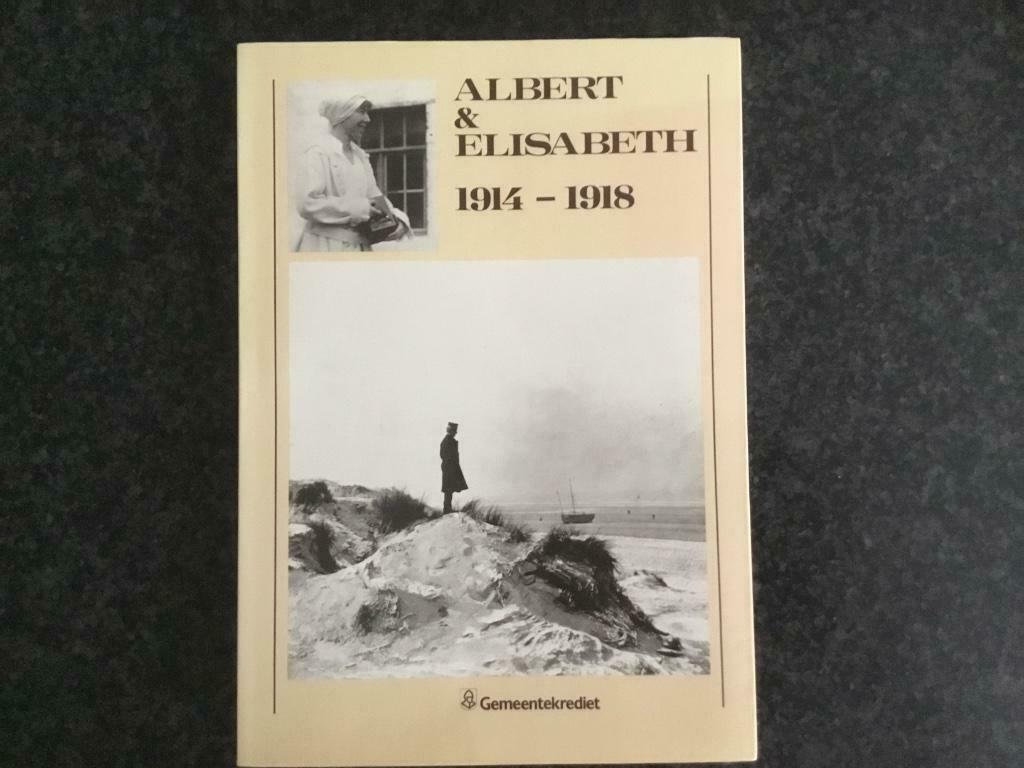 ALBERT
&
ELISABETH
1914 – 1918
Gemeentekrediet